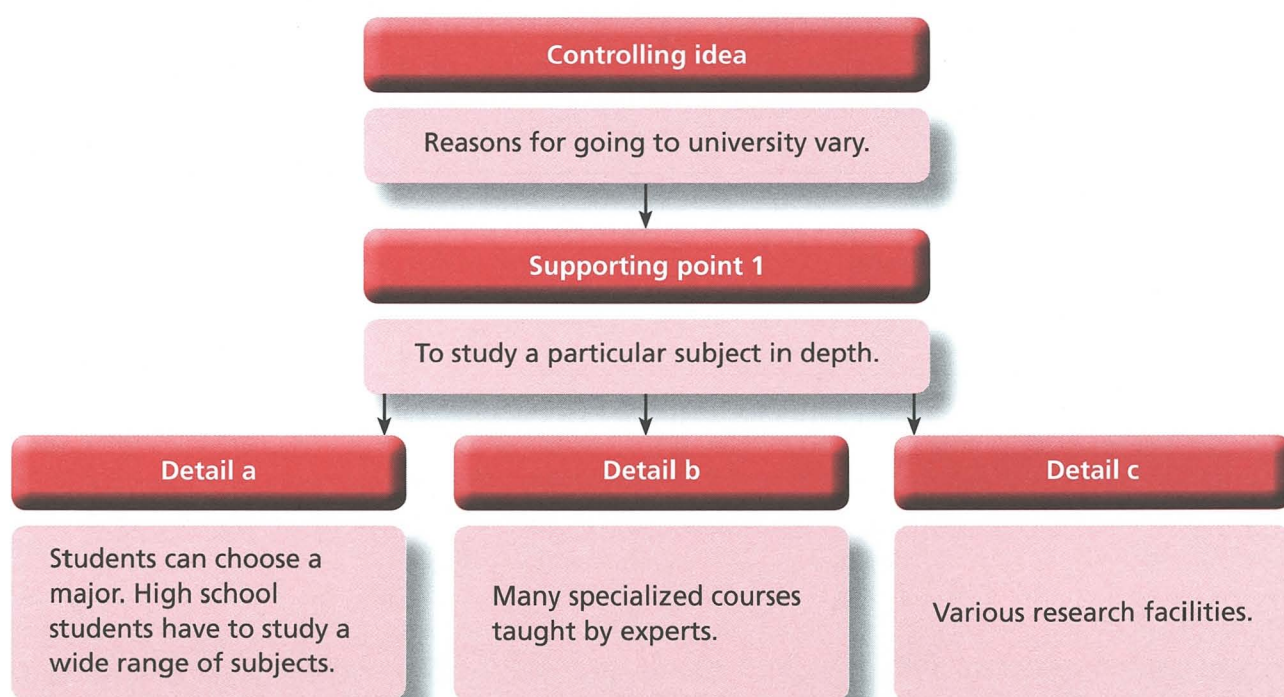 Controlling idea
Reasons for going to university vary.
Supporting point 1
To study a particular subject in depth.
Detail a
Students can choose a
major. High school
students have to study a
wide range of subjects.
Detail b
Many specialized courses
taught by experts.
Detail c
Various research facilities.